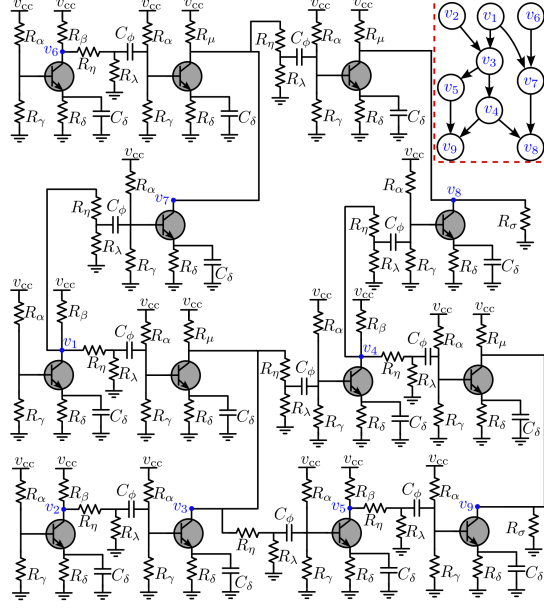 v_cc v_cc v_cc v_cc v_cc v_cc
R_α R_β R_α R_μ R_α R_μ v_2 v_1 v_6
v_6 R_η C_φ R_η C_φ v_3
R_λ R_λ v_5 v_7
R_γ R_δ C_δ R_γ R_δ C_δ R_γ R_δ C_δ v_4
v_9 v_8
v_cc v_cc
R_α v_7 R_α v_8
R_η C_φ R_η C_φ R_σ
R_λ R_γ R_δ C_δ R_λ R_γ R_δ C_δ
v_cc v_cc v_cc v_cc v_cc v_cc v_cc v_cc
R_α R_β R_α R_μ R_α R_β R_α R_μ
v_1 R_η C_φ R_η C_φ v_4 R_η C_φ
R_λ R_λ R_λ
R_γ R_δ C_δ R_γ R_δ C_δ R_γ R_δ C_δ R_γ R_δ C_δ
v_cc v_cc v_cc v_cc v_cc v_cc
R_α R_β C_φ R_α R_α R_β C_φ R_α
v_2 R_η v_3 C_φ v_5 R_η v_9
R_λ R_η R_λ R_λ R_σ
R_γ R_δ C_δ R_γ R_δ C_δ R_γ R_δ C_δ R_γ R_δ C_δ